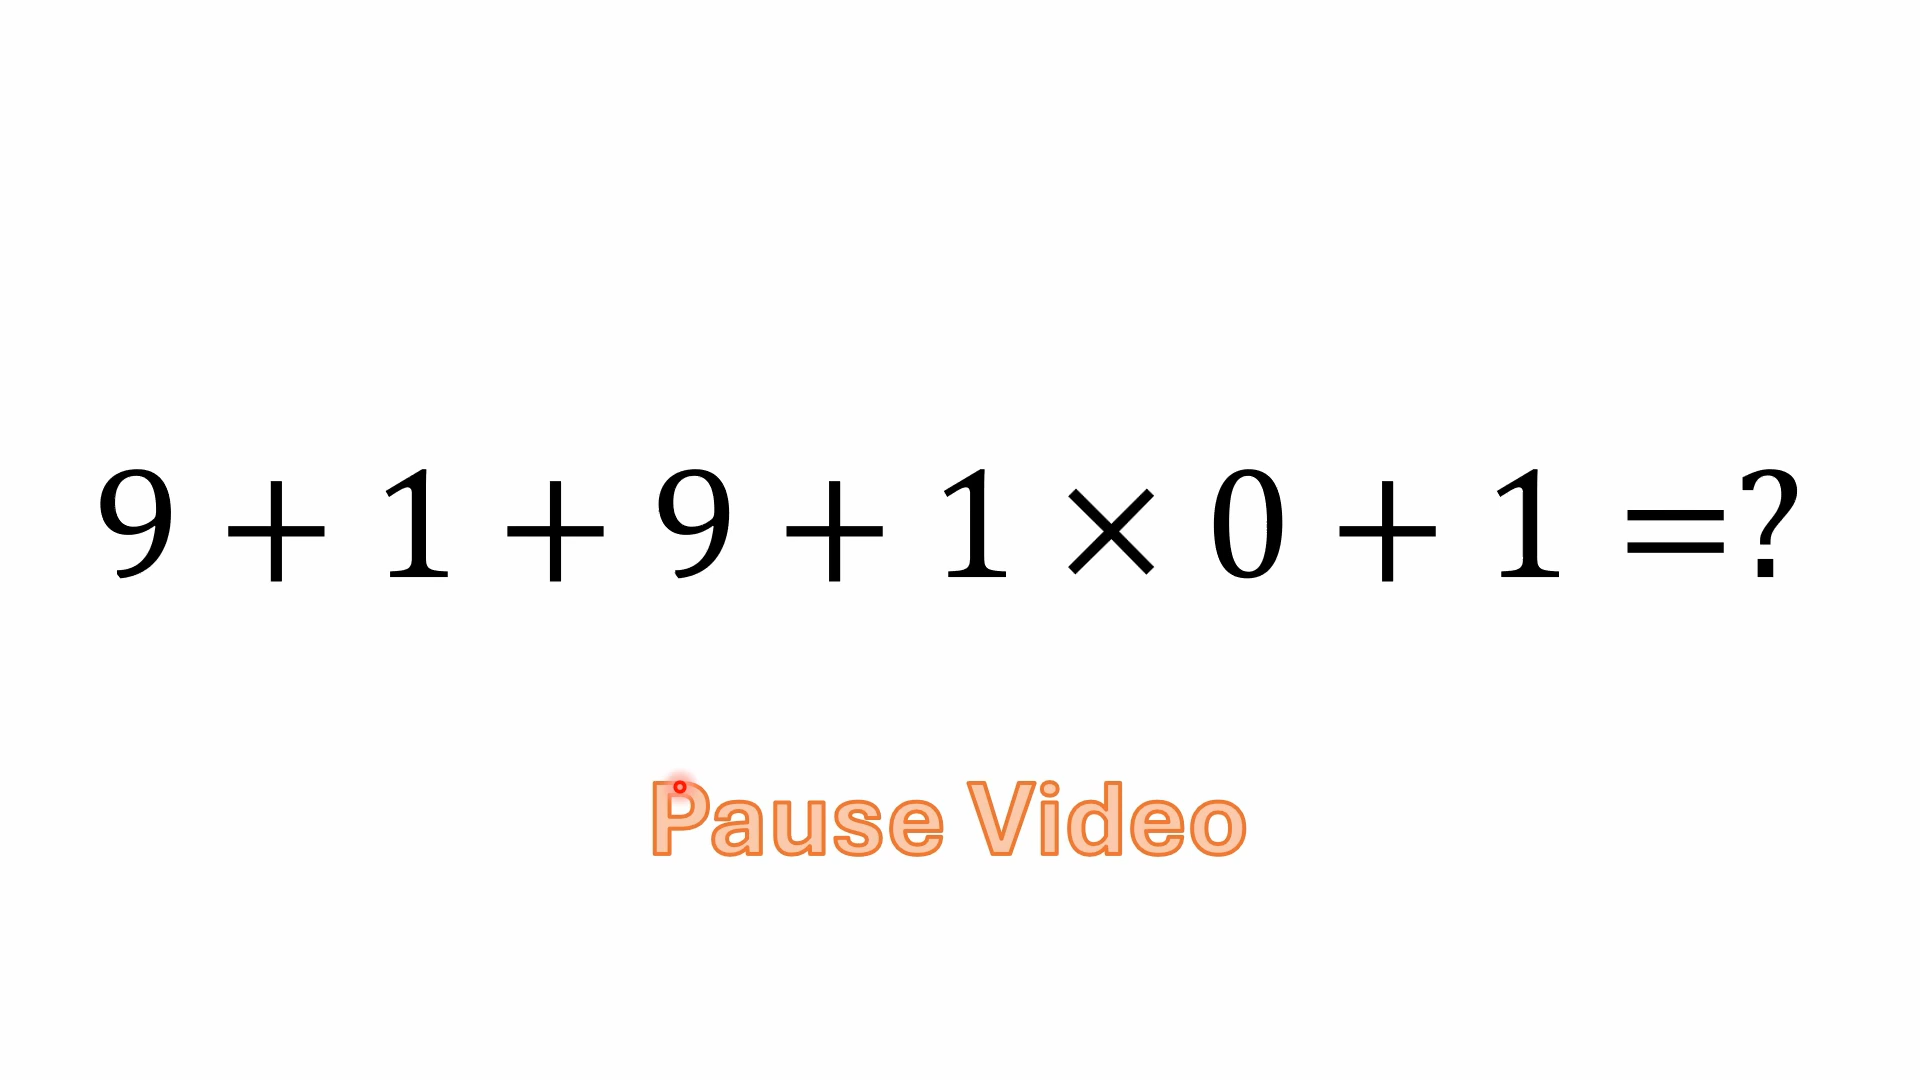 9 + 1 + 9 + 1 × 0 + 1 =?
Pause Video